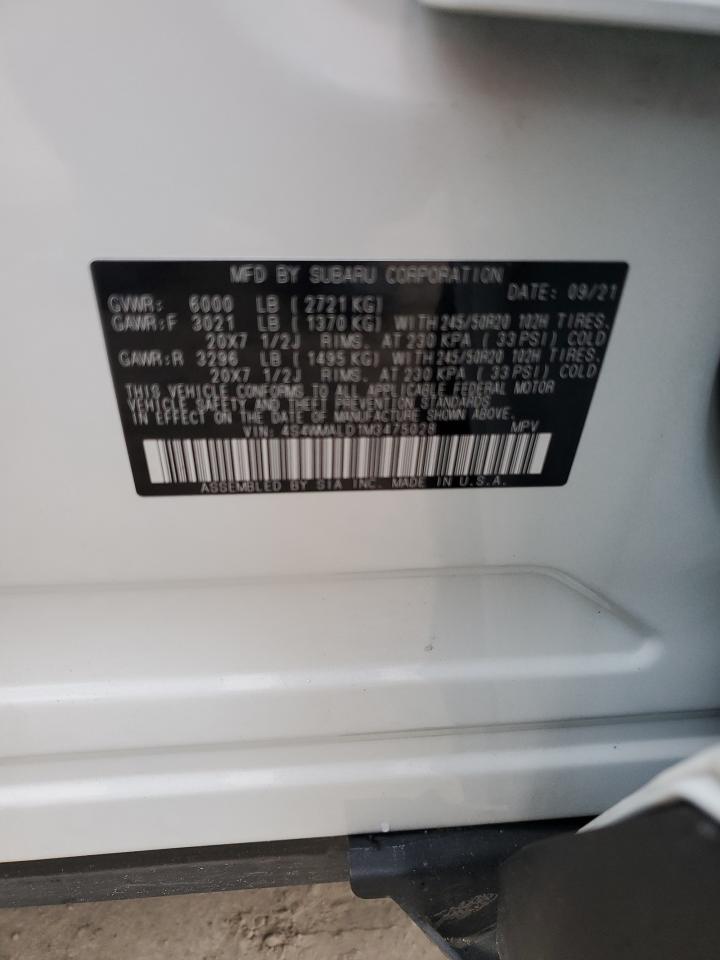 MFD BY SUBARU CORPORATION
DATE: 09/21
GVWR: 6000 LB [ 2721 KG]
GAWR:F 3021 LB [ 1370 KG] WITH 245/50R20 102H TIRES.
20X7 1/2J RIMS. AT 230 KPA ( 33 PSI) COLD
GAWR:R 3296 LB [ 1495 KG] WITH 245/50R20 102H TIRES.
20X7 1/2J RIMS. AT 230 KPA ( 33 PSI) COLD
THIS VEHICLE CONFORMS TO ALL APPLICABLE FEDERAL MOTOR
VEHICLE SAFETY AND THEFT PREVENTION STANDARDS
IN EFFECT ON THE DATE OF MANUFACTURE SHOWN ABOVE.
VIN: 4S4WMALD1M3475028 MPV
ASSEMBLED BY SIA INC. MADE IN U.S.A.